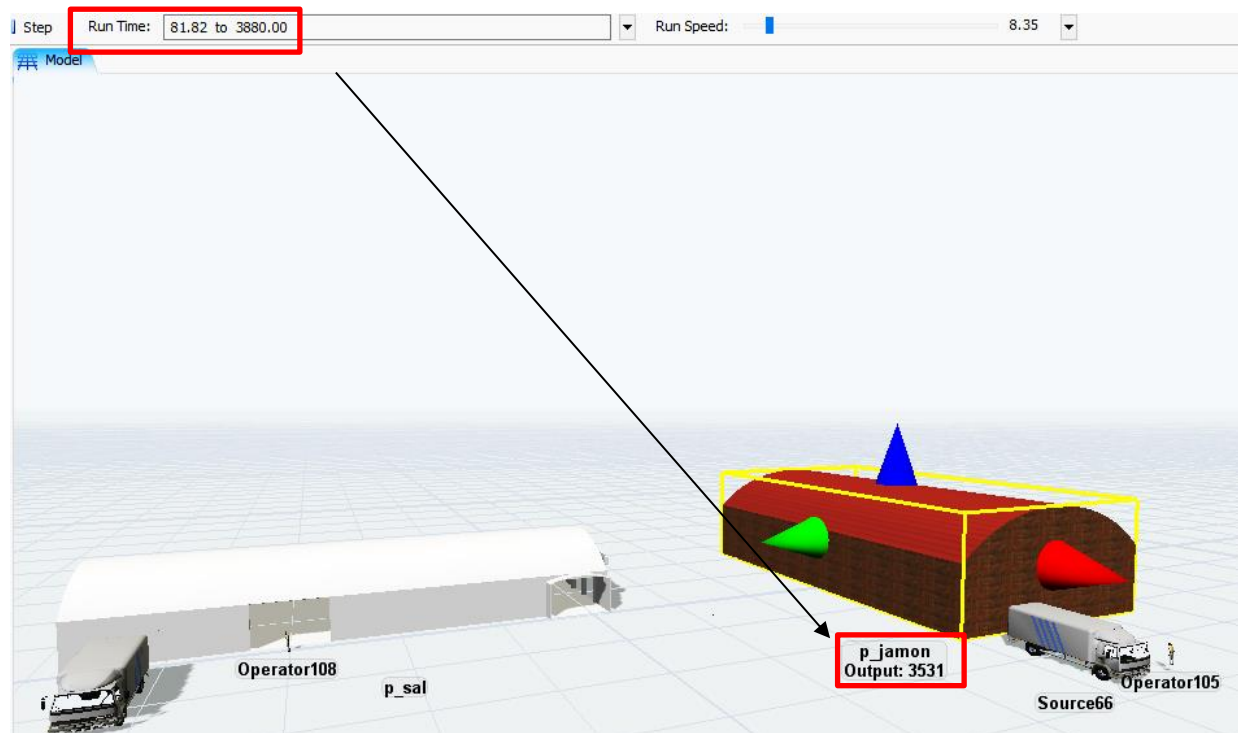 Step Run Time: 81.82 to 3880.00 Run Speed: 8.35
Model
p_jamon
Output: 3531
Operator108
p_sal
Operator105
Source66